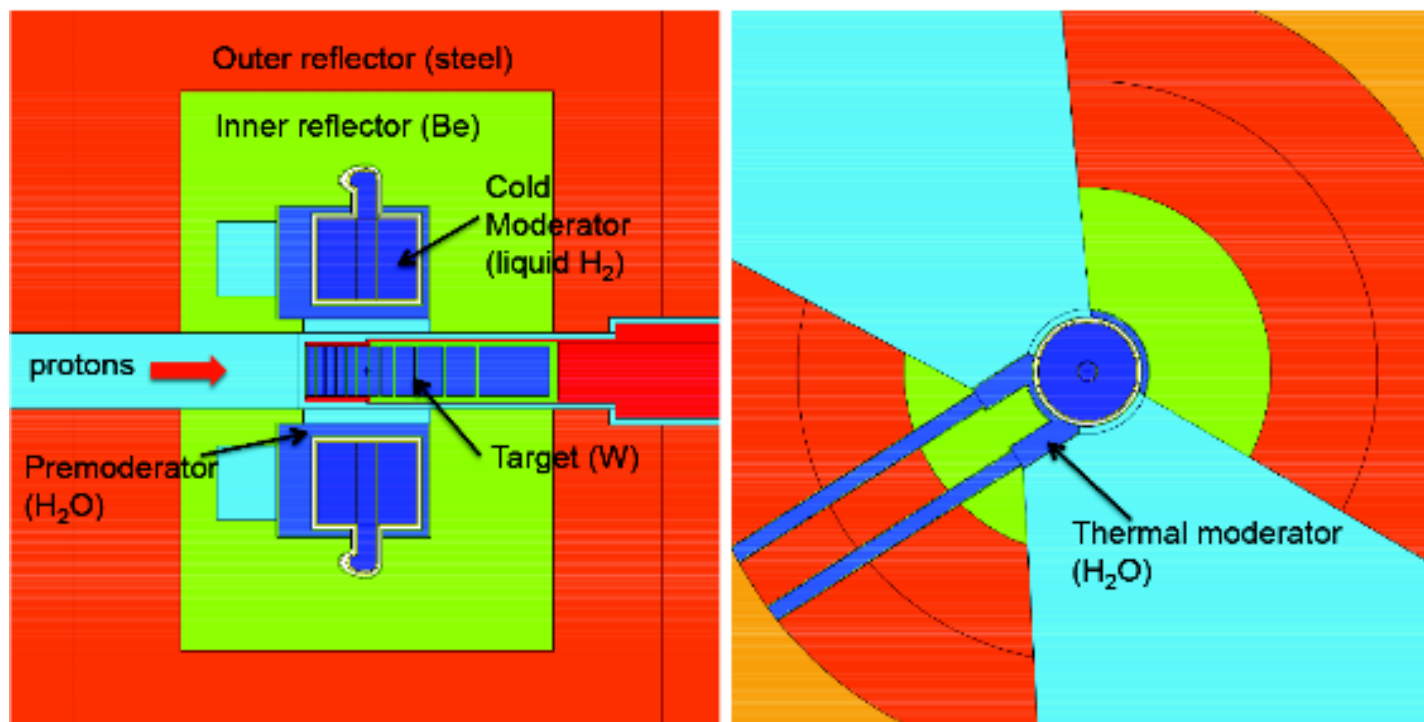 Outer reflector (steel)
Inner reflector (Be)
Cold
Moderator
(liquid H₂)
protons
Premoderator
(H₂O)
Target (W)
Thermal moderator
(H₂O)